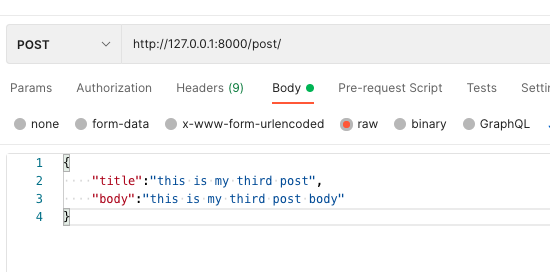 POST http://127.0.0.1:8000/post/
Params Authorization Headers (9) Body Pre-request Script Tests Settin
none form-data x-www-form-urlencoded raw binary GraphQL
1 {
2 "title":"this is my third post",
3 "body":"this is my third post body"
4 }